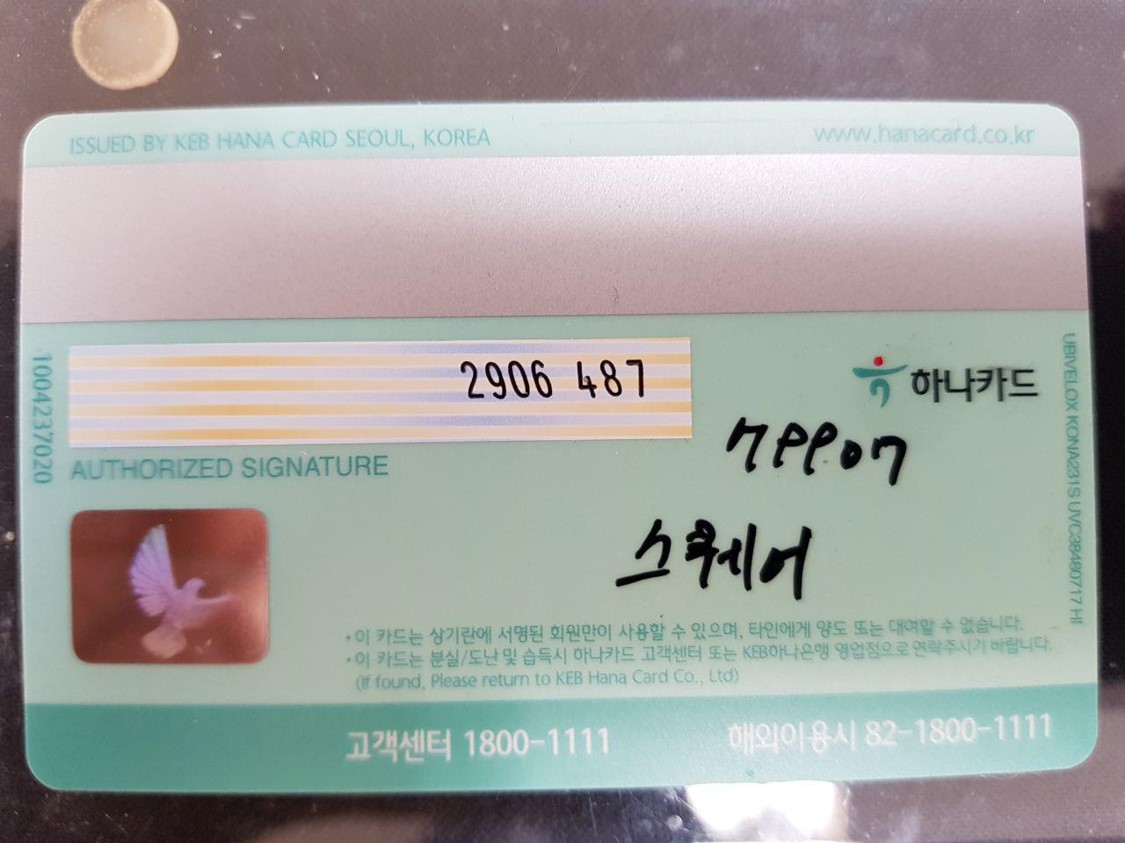 ISSUED BY KEB HANA CARD SEOUL, KOREA
www.hanacard.co.kr
1004237020
2906 487
하나카드
AUTHORIZED SIGNATURE
스퀘어
•이 카드는 상기란에 서명된 회원만이 사용할 수 있으며, 타인에게 양도 또는 대여할 수 없습니다.
•이 카드는 분실/도난 및 습득시 하나카드 고객센터 또는 KEB하나은행 영업점으로 연락주시기 바랍니다.
(If found, Please return to KEB Hana Card Co., Ltd)
고객센터 1800-1111
해외이용시 82-1800-1111
UBIVELOX KONA231S UVC38480717 HI